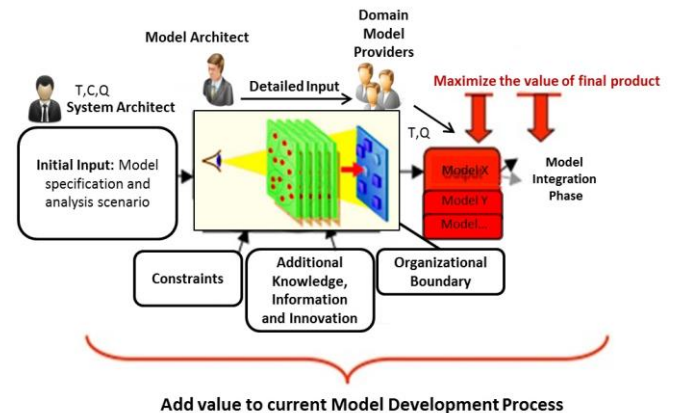 Model Architect
Domain
Model
Providers
T,C,Q
System Architect
Detailed Input
Maximize the value of final product
T,Q
Initial Input: Model
specification and
analysis scenario
Model X
Model Y
Model...
Model
Integration
Phase
Constraints
Additional
Knowledge,
Information
and Innovation
Organizational
Boundary
Add value to current Model Development Process